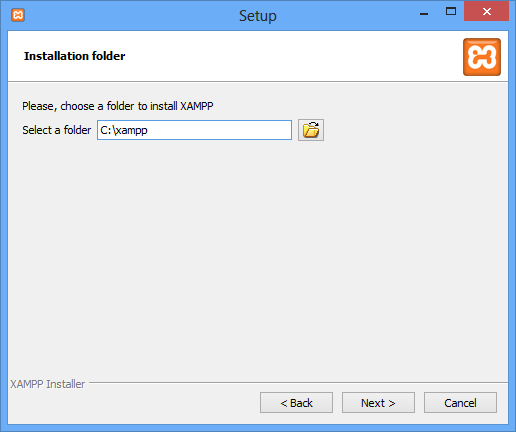 Setup
Installation folder
Please, choose a folder to install XAMPP
Select a folder C:\xampp
XAMPP Installer
< Back Next > Cancel